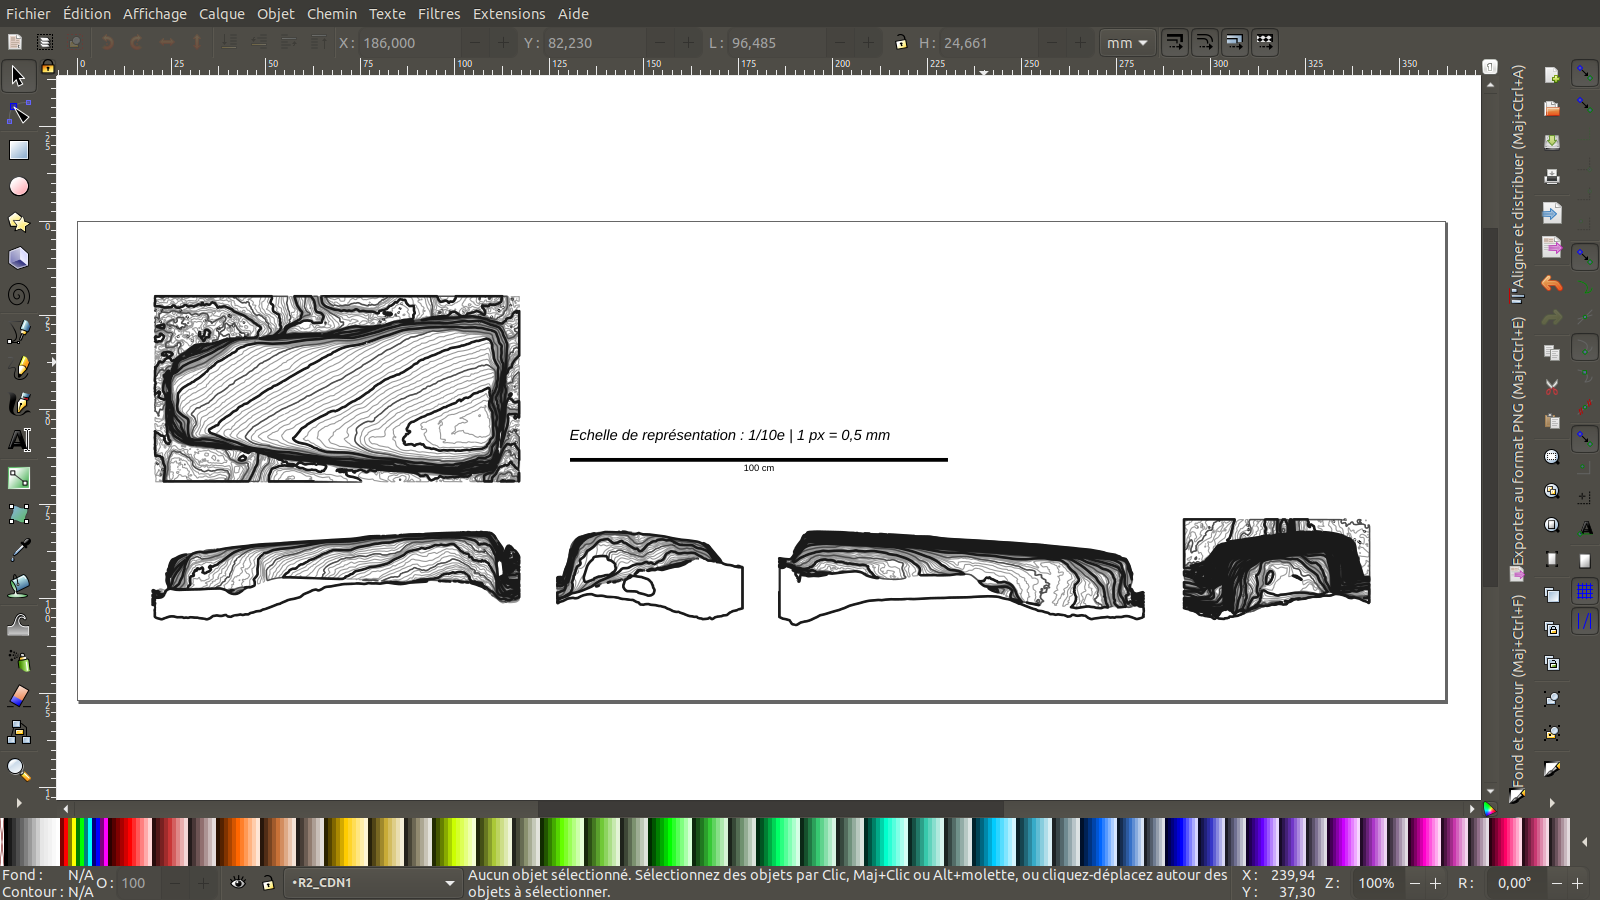 Fichier Édition Affichage Calque Objet Chemin Texte Filtres Extensions Aide
X : 186,000 Y : 82,230 L : 96,485 H : 24,661 mm
0 25 50 75 100 125 150 175 200 225 250 275 300 325 350
Echelle de représentation : 1/10e | 1 px = 0,5 mm
100 cm
Aligner et distribuer (Maj+Ctrl+A)
Exporter au format PNG (Maj+Ctrl+E)
Fond et contour (Maj+Ctrl+F)
Fond : N/A
Contour : N/A
O : 100
•R2_CDN1
Aucun objet sélectionné. Sélectionnez des objets par Clic, Maj+Clic ou Alt+molette, ou cliquez-déplacez autour des
objets à sélectionner.
X : 239,94
Y : 37,30
Z : 100%
R : 0,00°